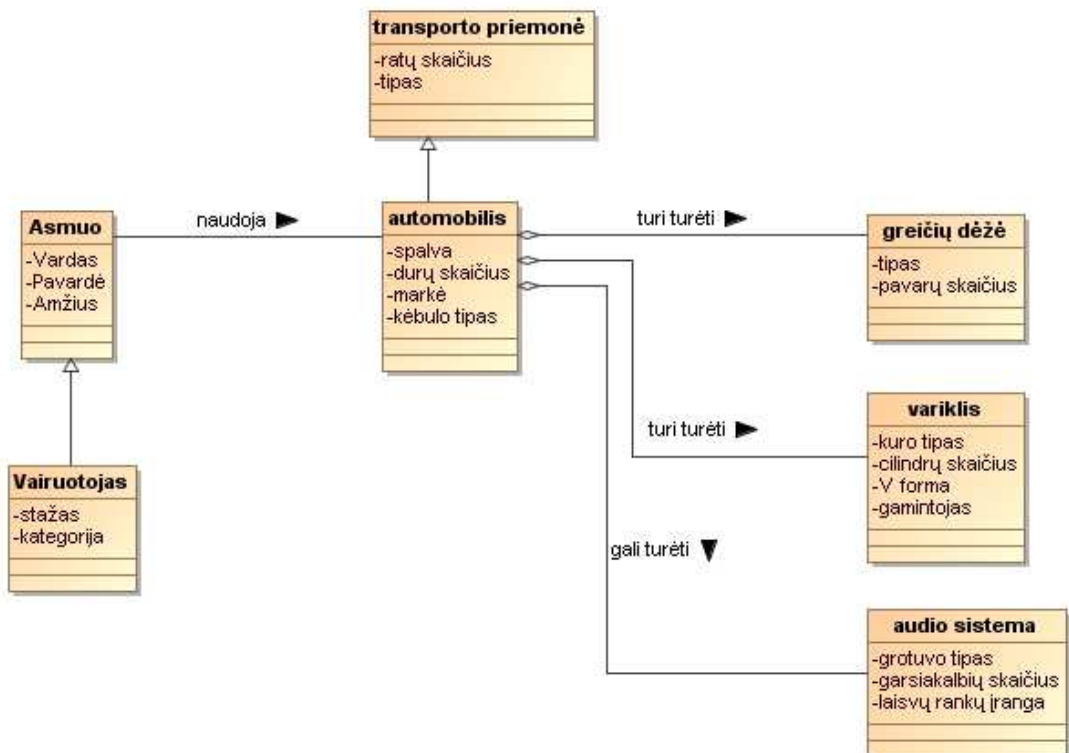 transporto priemonė
-ratų skaičius
-tipas
Asmuo
-Vardas
-Pavardė
-Amžius
naudoja
automobilis
-spalva
-durų skaičius
-markė
-kėbulo tipas
turi turėti
greičių dėžė
-tipas
-pavarų skaičius
turi turėti
variklis
-kuro tipas
-cilindrų skaičius
-V forma
-gamintojas
Vairuotojas
-stažas
-kategorija
gali turėti
audio sistema
-grotuvo tipas
-garsiakalbių skaičius
-laisvų rankų įranga